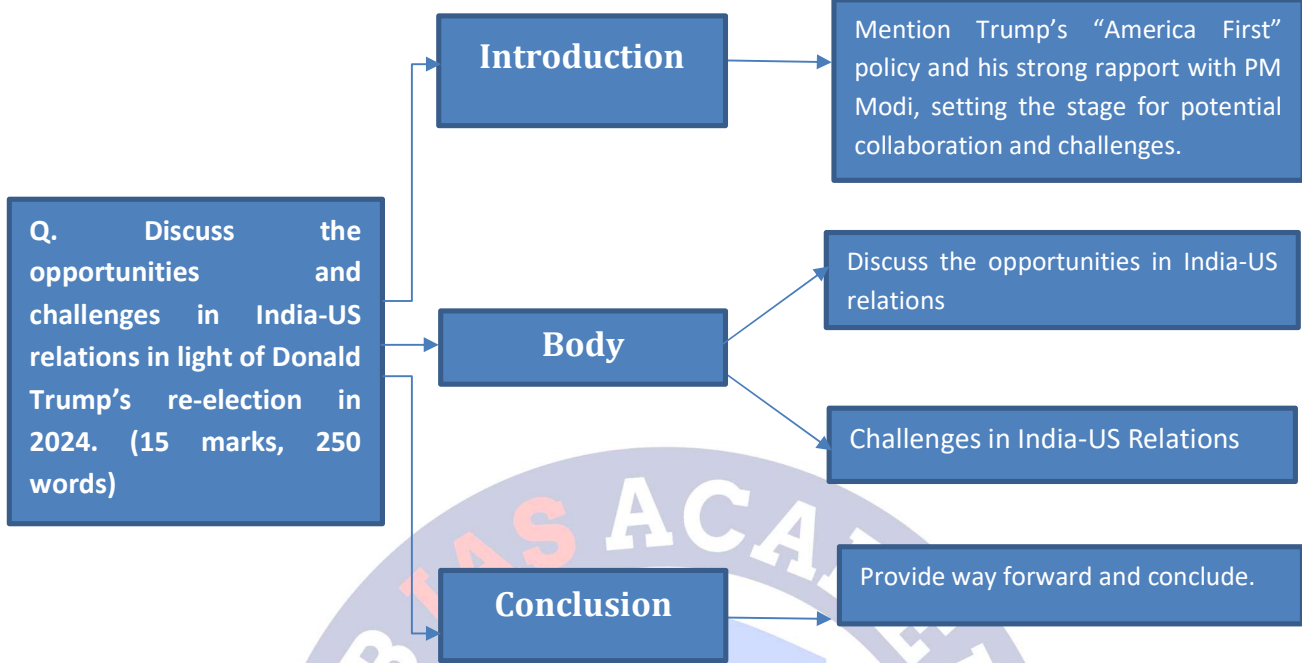 Q. Discuss the
opportunities and
challenges in India-US
relations in light of Donald
Trump’s re-election in
2024. (15 marks, 250
words)
Introduction
Mention Trump’s “America First”
policy and his strong rapport with PM
Modi, setting the stage for potential
collaboration and challenges.
Body
Discuss the opportunities in India-US
relations
Challenges in India-US Relations
Conclusion
Provide way forward and conclude.
IAS